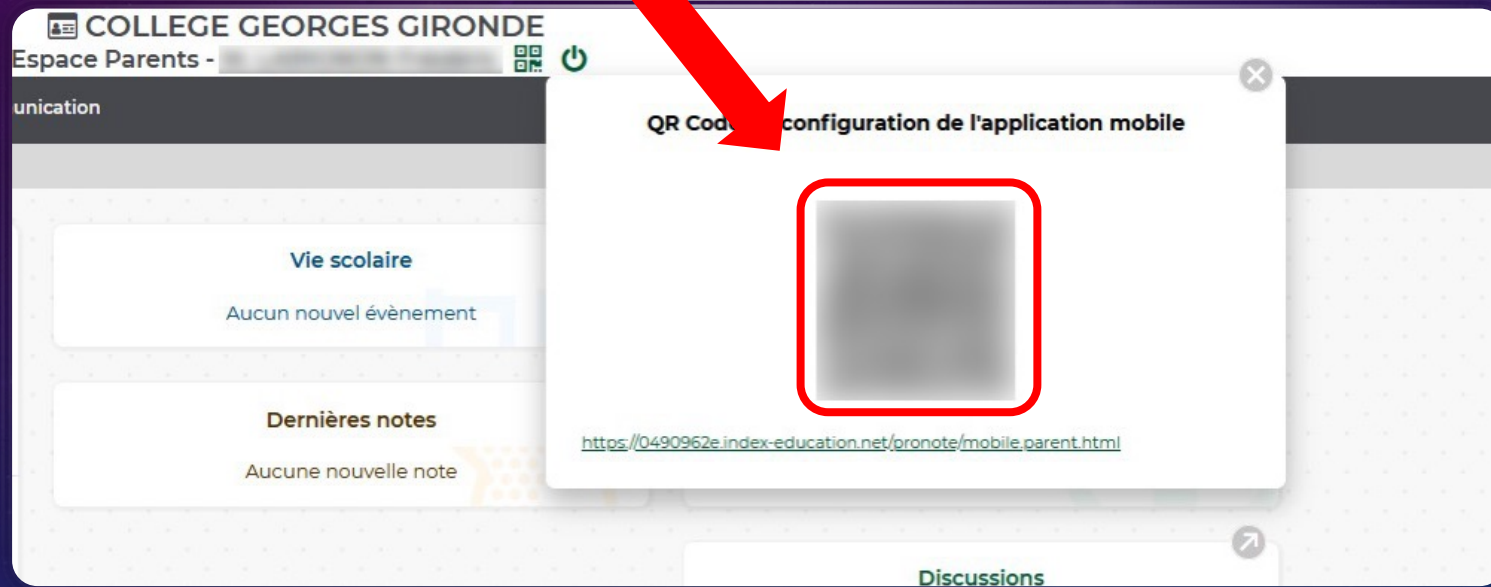 COLLEGE GEORGES GIRONDE
Espace Parents -
unication
QR Cod configuration de l'application mobile
https://0490962e.index-education.net/pronote/mobile.parent.html
Vie scolaire
Aucun nouvel évènement
Dernières notes
Aucune nouvelle note
Discussions